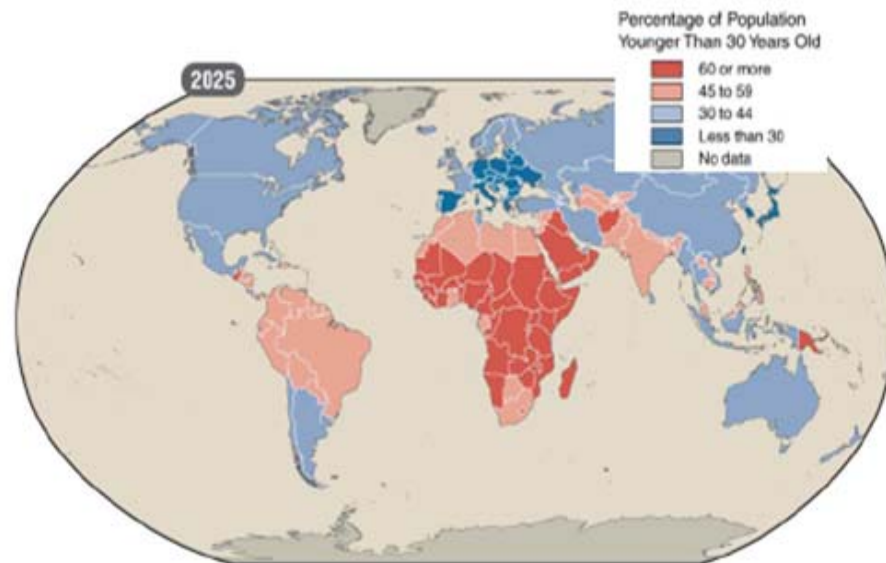 Percentage of Population
Younger Than 30 Years Old
60 or more
45 to 59
30 to 44
Less than 30
No data
2025